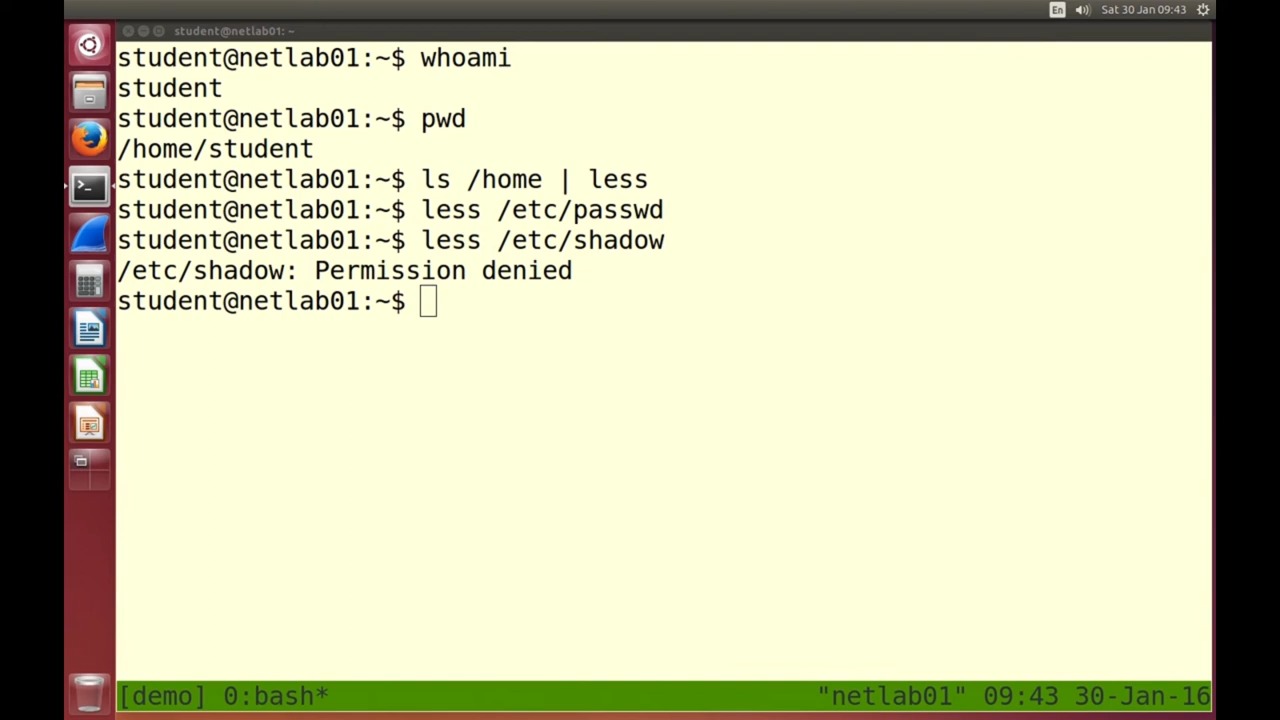 En Sat 30 Jan 09:43
student@netlab01: ~
student@netlab01:~$ whoami
student
student@netlab01:~$ pwd
/home/student
student@netlab01:~$ ls /home | less
student@netlab01:~$ less /etc/passwd
student@netlab01:~$ less /etc/shadow
/etc/shadow: Permission denied
student@netlab01:~$
[demo] 0:bash* "netlab01" 09:43 30-Jan-16